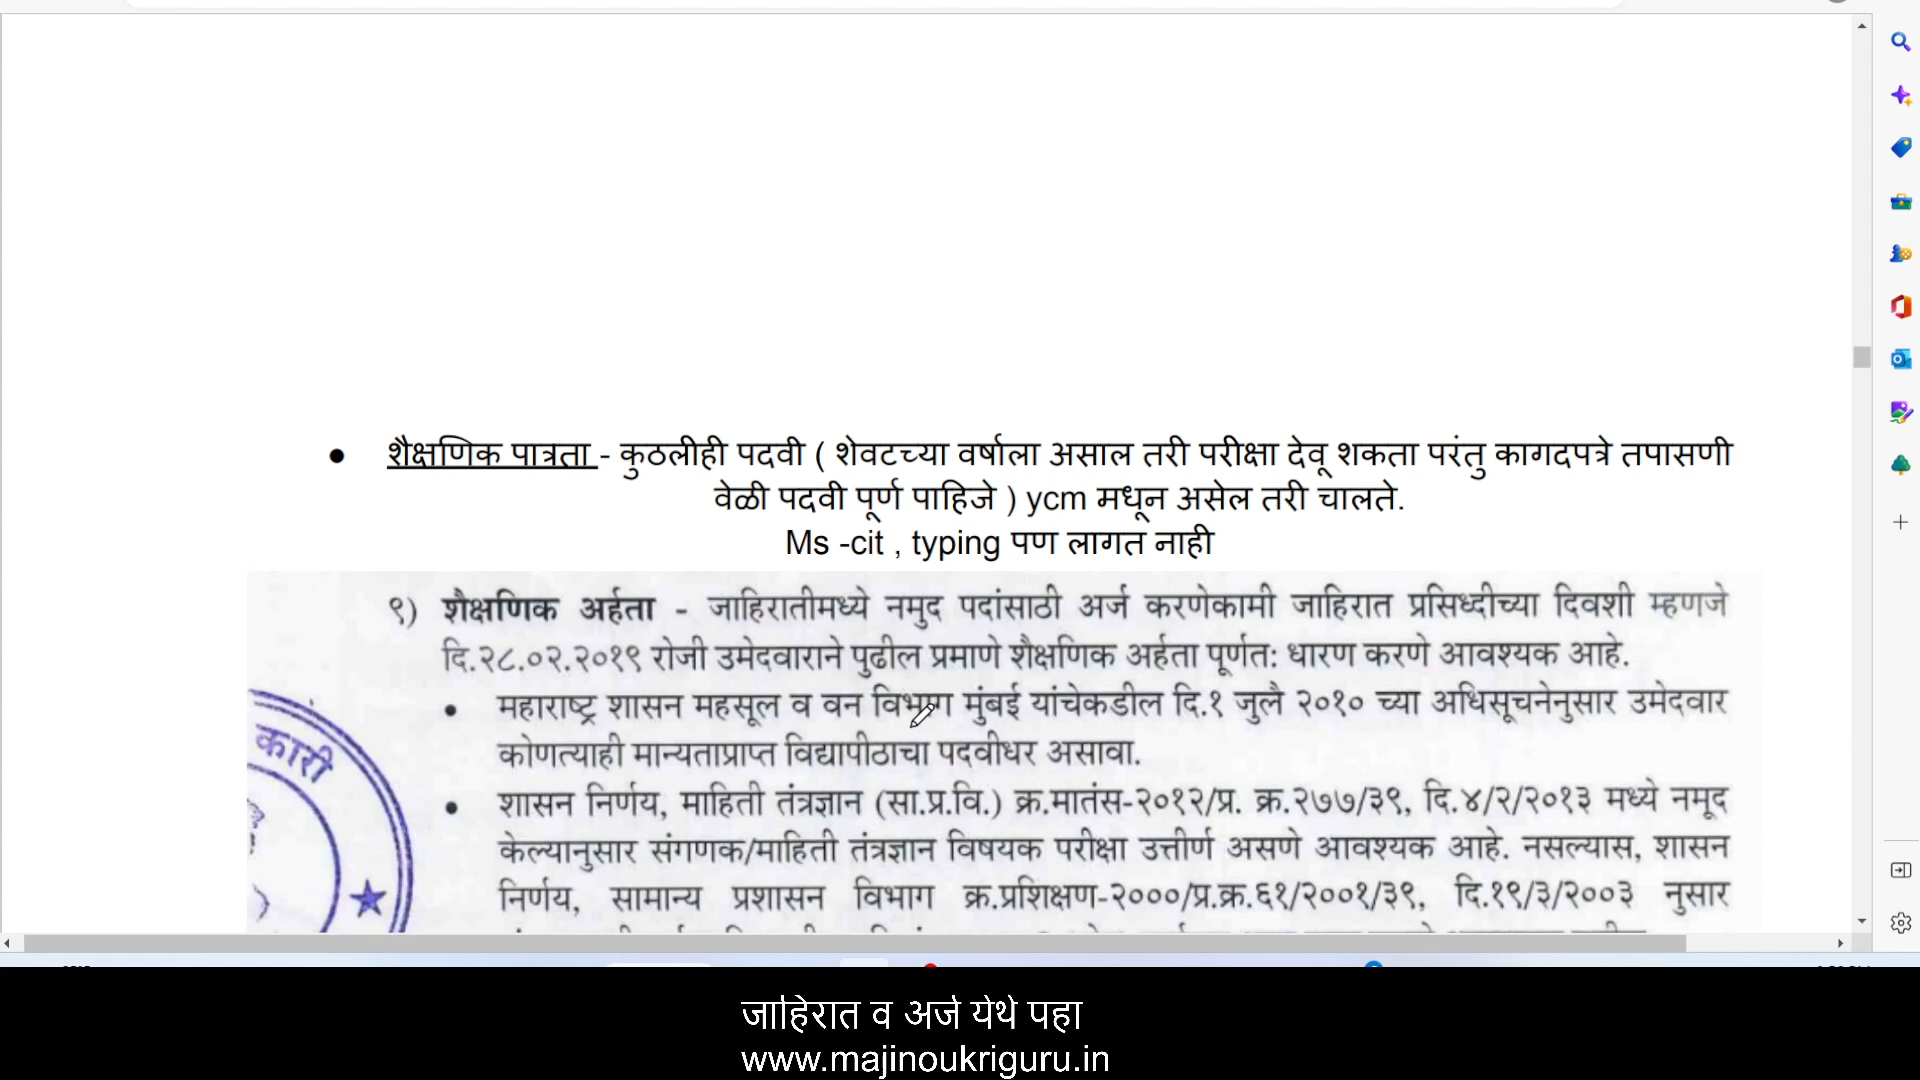 ● शैक्षणिक पात्रता - कुठलीही पदवी ( शेवटच्या वर्षाला असाल तरी परीक्षा देवू शकता परंतु कागदपत्रे तपासणी
वेळी पदवी पूर्ण पाहिजे ) ycm मधून असेल तरी चालते.
Ms -cit , typing पण लागत नाही
९) शैक्षणिक अर्हता - जाहिरातीमध्ये नमुद पदांसाठी अर्ज करणेकामी जाहिरात प्रसिध्दीच्या दिवशी म्हणजे
दि.२८.०२.२०१९ रोजी उमेदवाराने पुढील प्रमाणे शैक्षणिक अर्हता पूर्णत: धारण करणे आवश्यक आहे.
• महाराष्ट्र शासन महसूल व वन विभाग मुंबई यांचेकडील दि.१ जुलै २०१० च्या अधिसूचनेनुसार उमेदवार
कोणत्याही मान्यताप्राप्त विद्यापीठाचा पदवीधर असावा.
• शासन निर्णय, माहिती तंत्रज्ञान (सा.प्र.वि.) क्र.मातंस-२०१२/प्र. क्र.२७७/३९, दि.४/२/२०१३ मध्ये नमूद
केल्यानुसार संगणक/माहिती तंत्रज्ञान विषयक परीक्षा उत्तीर्ण असणे आवश्यक आहे. नसल्यास, शासन
निर्णय, सामान्य प्रशासन विभाग क्र.प्रशिक्षण-२०००/प्र.क्र.६१/२००१/३९, दि.१९/३/२००३ नुसार
कारी
जाहिरात व अर्ज येथे पहा
www.majinoukriguru.in